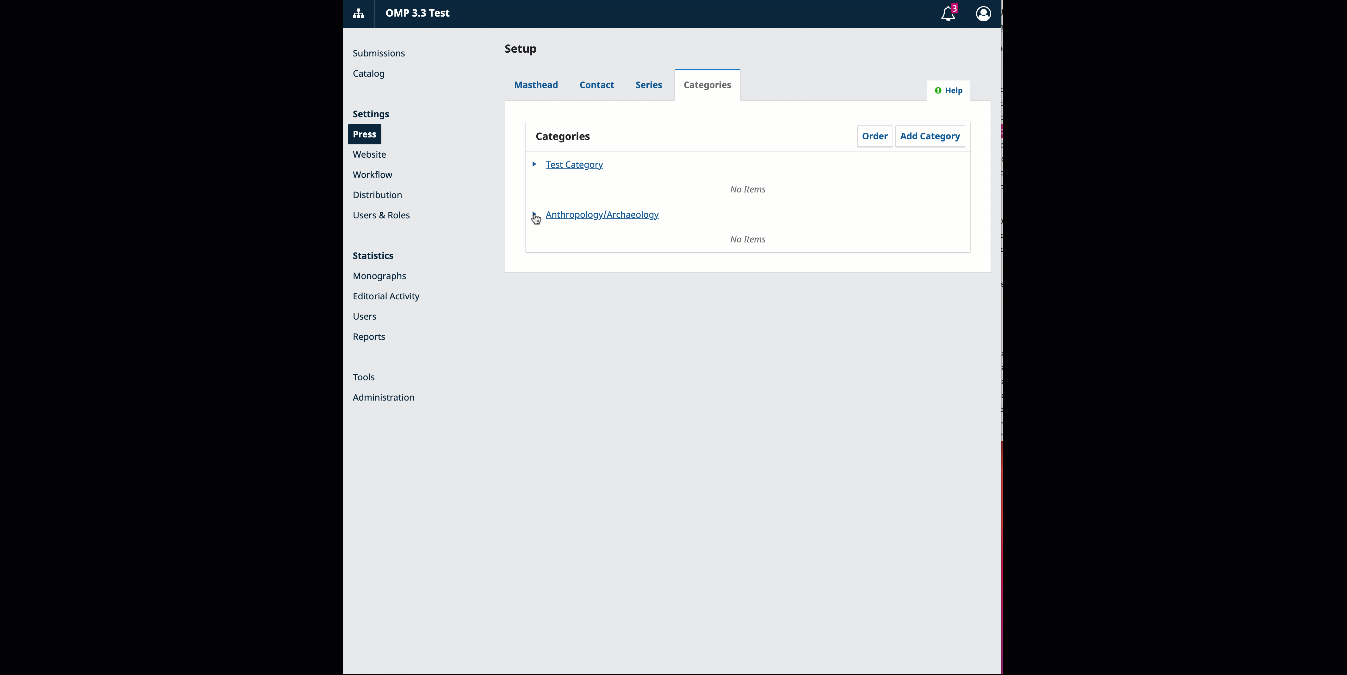 OMP 3.3 Test
3
Submissions
Catalog
Settings
Press
Website
Workflow
Distribution
Users & Roles
Statistics
Monographs
Editorial Activity
Users
Reports
Tools
Administration
Setup
Masthead Contact Series Categories
Help
Categories Order Add Category
Test Category
No Items
Anthropology/Archaeology
No Items